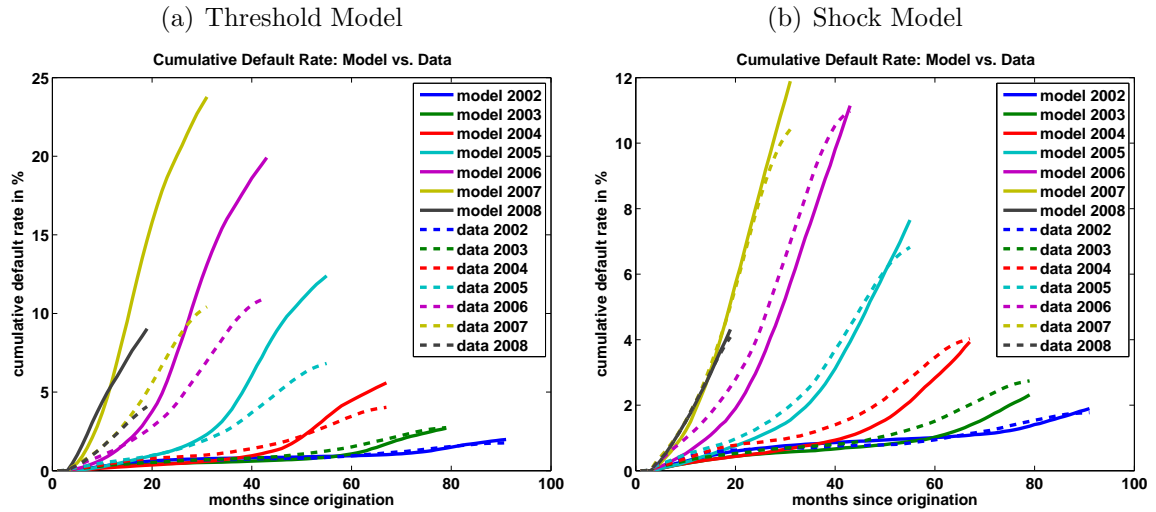 (a) Threshold Model
Cumulative Default Rate: Model vs. Data
cumulative default rate in %
25
20
15
10
5
0
0
20
40
60
80
100
months since origination
model 2002
model 2003
model 2004
model 2005
model 2006
model 2007
model 2008
data 2002
data 2003
data 2004
data 2005
data 2006
data 2007
data 2008
(b) Shock Model
Cumulative Default Rate: Model vs. Data
cumulative default rate in %
12
10
8
6
4
2
0
0
20
40
60
80
100
months since origination
model 2002
model 2003
model 2004
model 2005
model 2006
model 2007
model 2008
data 2002
data 2003
data 2004
data 2005
data 2006
data 2007
data 2008